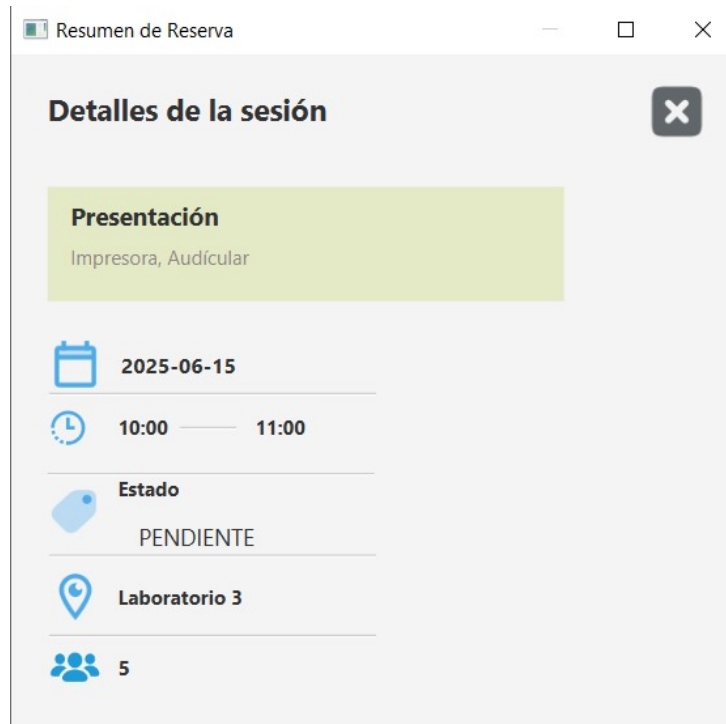 Resumen de Reserva
Detalles de la sesión
Presentación
Impresora, Audícular
2025-06-15
10:00 11:00
Estado
PENDIENTE
Laboratorio 3
5